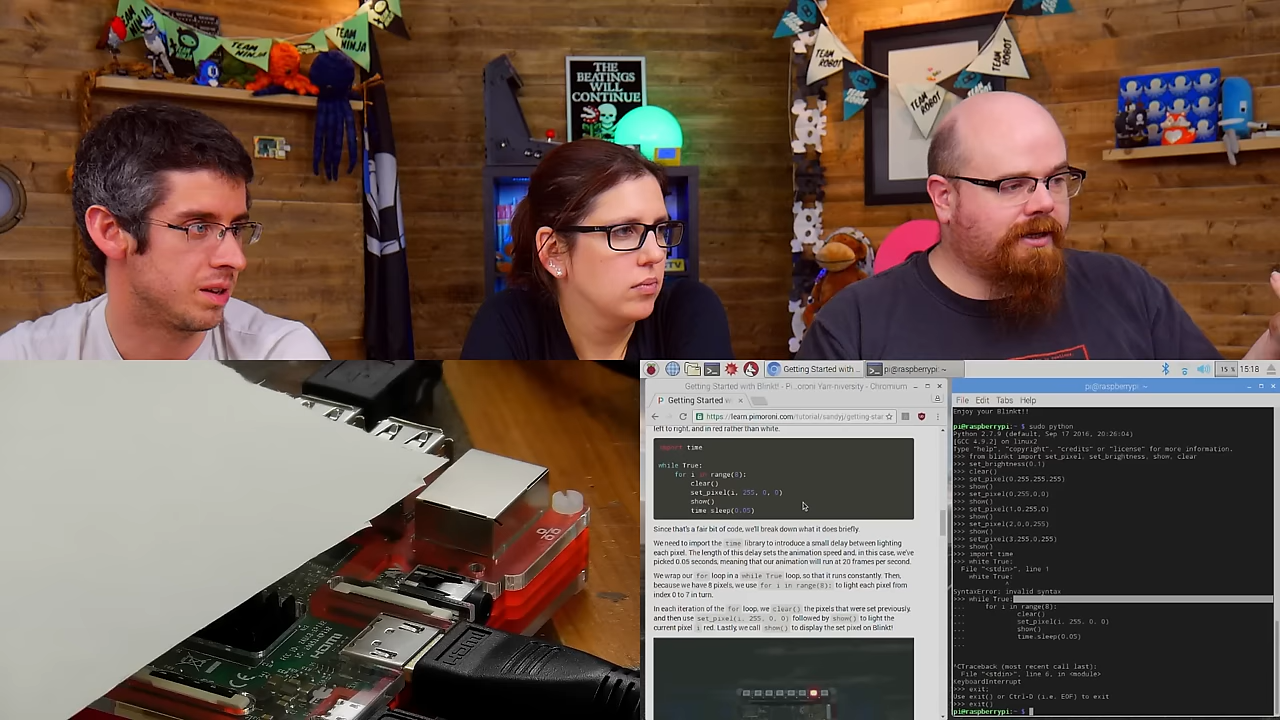 TEAM NINJA
TEAM NINJA
THE
BEATINGS
WILL
CONTINUE
TEAM ROBOT
TEAM ROBOT
TEAM ROBOT
HDMI
Getting Started with ...
pi@raspberrypi: ~
15 %
15:18
Getting Started with Blinkt! - Pi...oroni Yarr-niversity - Chromium
Getting Started w
https://learn.pimoroni.com/tutorial/sandyj/getting-star
left to right, and in red rather than white.
import time
while True:
for i in range(8):
clear()
set_pixel(i, 255, 0, 0)
show()
time.sleep(0.05)
Since that's a fair bit of code, we'll break down what it does briefly.
We need to import the time library to introduce a small delay between lighting
each pixel. The length of this delay sets the animation speed and, in this case, we've
picked 0.05 seconds, meaning that our animation will run at 20 frames per second.
We wrap our for loop in a while True loop, so that it runs constantly. Then,
because we have 8 pixels, we use for i in range(8): to light each pixel from
index 0 to 7 in turn.
In each iteration of the for loop, we clear() the pixels that were set previously,
and then use set_pixel(i, 255, 0, 0) followed by show() to light the
current pixel i red. Lastly, we call show() to display the set pixel on Blinkt!
pi@raspberrypi: ~
File Edit Tabs Help
Enjoy your Blinkt!!
pi@raspberrypi:~ $ sudo python
Python 2.7.9 (default, Sep 17 2016, 20:26:04)
[GCC 4.9.2] on linux2
Type "help", "copyright", "credits" or "license" for more information.
>>> from blinkt import set_pixel, set_brightness, show, clear
>>> set_brightness(0.1)
>>> clear()
>>> set_pixel(0,255,255,255)
>>> show()
>>> set_pixel(0,255,0,0)
>>> show()
>>> set_pixel(1,0,255,0)
>>> show()
>>> set_pixel(2,0,0,255)
>>> show()
>>> set_pixel(3,255,0,255)
>>> show()
>>> import time
>>> white True:
File "<stdin>", line 1
white True:
^
SyntaxError: invalid syntax
>>> while True:
... for i in range(8):
... clear()
... set_pixel(i, 255, 0, 0)
... show()
... time.sleep(0.05)
...
^CTraceback (most recent call last):
File "<stdin>", line 6, in <module>
KeyboardInterrupt
>>> exit
Use exit() or Ctrl-D (i.e. EOF) to exit
>>> exit()
pi@raspberrypi:~ $